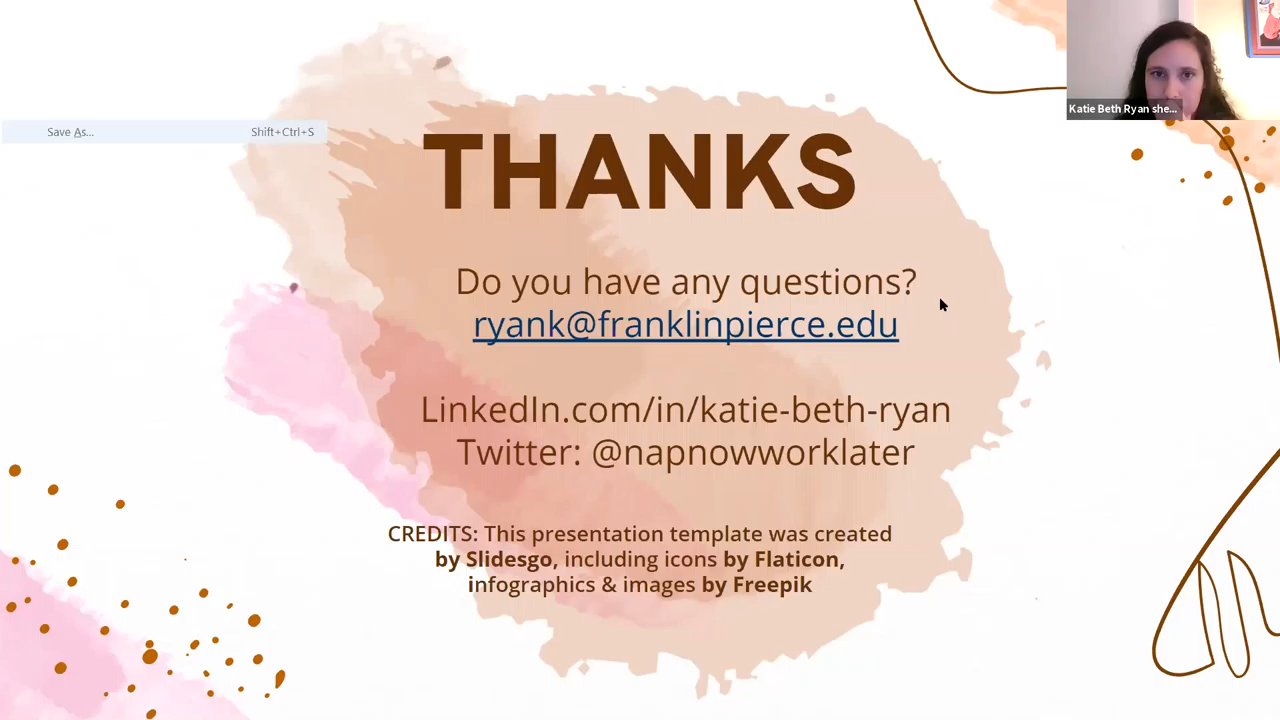 Katie Beth Ryan she...
Save As... Shift+Ctrl+S
THANKS
Do you have any questions?
ryank@franklinpierce.edu
LinkedIn.com/in/katie-beth-ryan
Twitter: @napnowworklater
CREDITS: This presentation template was created
by Slidesgo, including icons by Flaticon,
infographics & images by Freepik